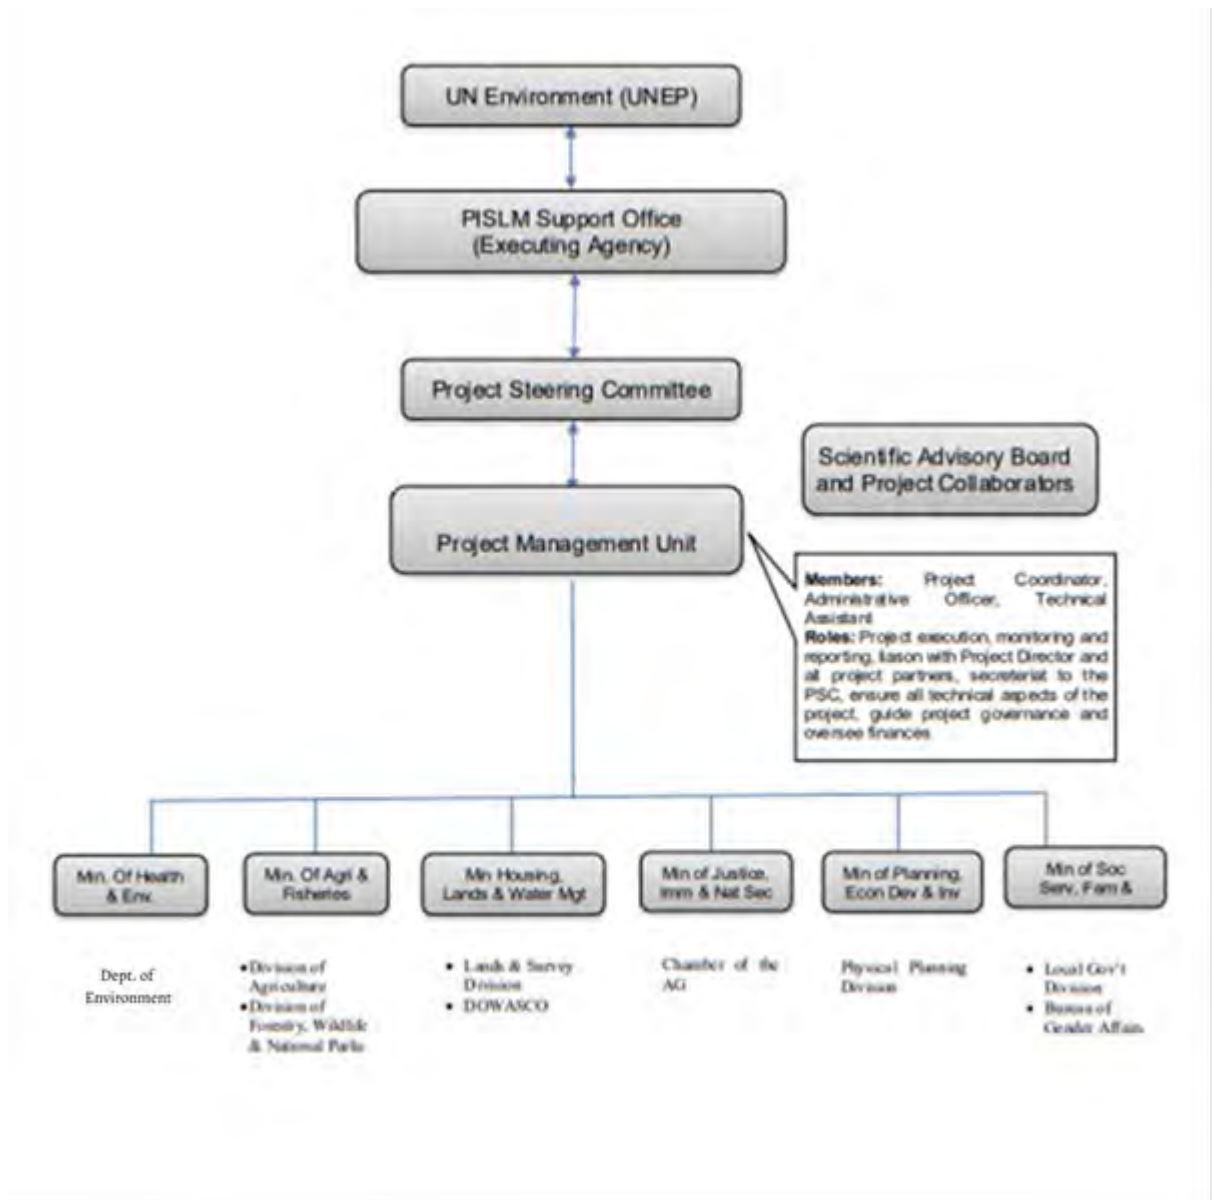 UN Environment (UNEP)
PISLM Support Office
(Executing Agency)
Project Steering Committee
Scientific Advisory Board
and Project Collaborators
Project Management Unit
Members: Project Coordinator,
Administrative Officer, Technical
Assistant
Roles: Project execution, monitoring and
reporting, liason with Project Director and
all project partners, secreteriat to the
PSC, ensure all technical aspects of the
project, guide project governance and
oversee finances
Min. Of Health
& Env.
Min. Of Agri &
Fisheries
Min Housing,
Lands & Water Mgt
Min of Justice,
Imm & Nat Sec
Min of Planning,
Econ Dev & Inv
Min of Soc
Serv, Fam &
Dept. of
Environment
• Division of
Agriculture
• Division of
Forestry, Wildlife
& National Parks
• Lands & Survey
Division
• DOWASCO
Chamber of the
AG
Physical Planning
Division
• Local Gov't
Division
• Bureau of
Gender Affairs